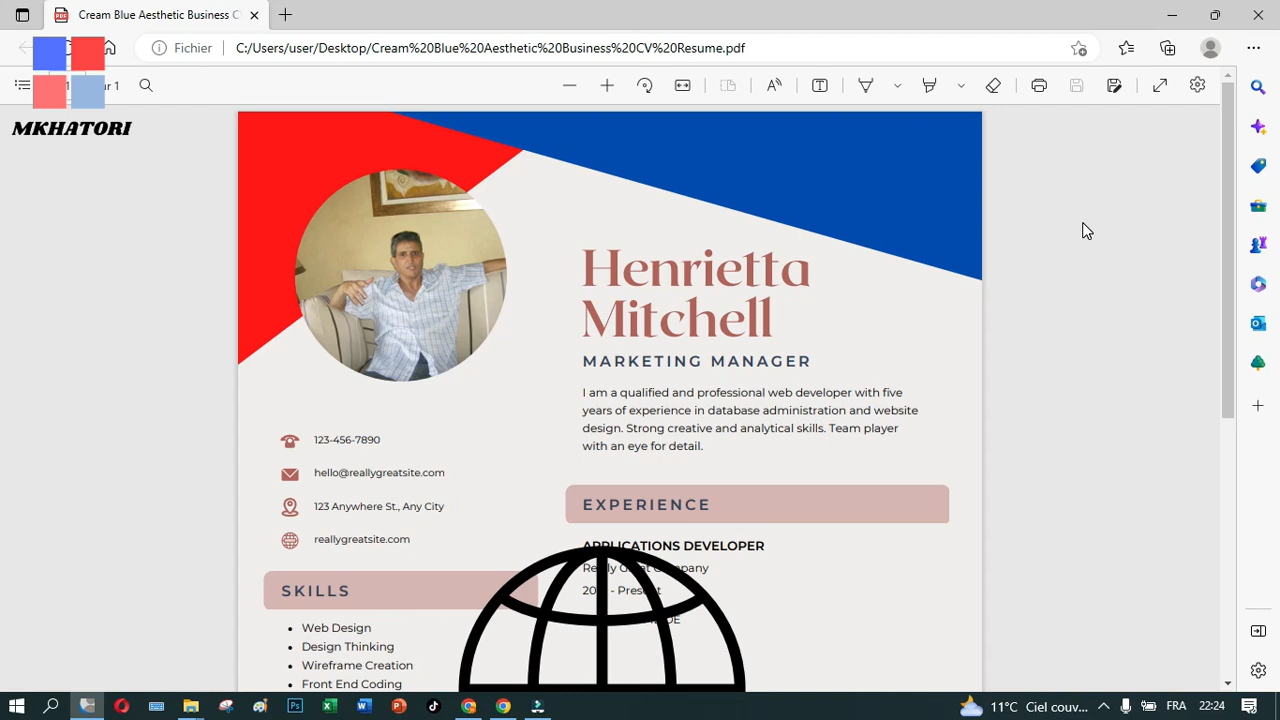 Cream Blue Aesthetic Business C
Fichier
C:/Users/user/Desktop/Cream%20Blue%20Aesthetic%20Business%20CV%20Resume.pdf
MKHATORI
Henrietta
Mitchell
MARKETING MANAGER
I am a qualified and professional web developer with five
years of experience in database administration and website
design. Strong creative and analytical skills. Team player
with an eye for detail.
123-456-7890
hello@reallygreatsite.com
123 Anywhere St., Any City
reallygreatsite.com
EXPERIENCE
APPLICATIONS DEVELOPER
Really Great Company
- Present
SKILLS
Web Design
Design Thinking
Wireframe Creation
Front End Coding
11°C Ciel couv...
FRA
22:24